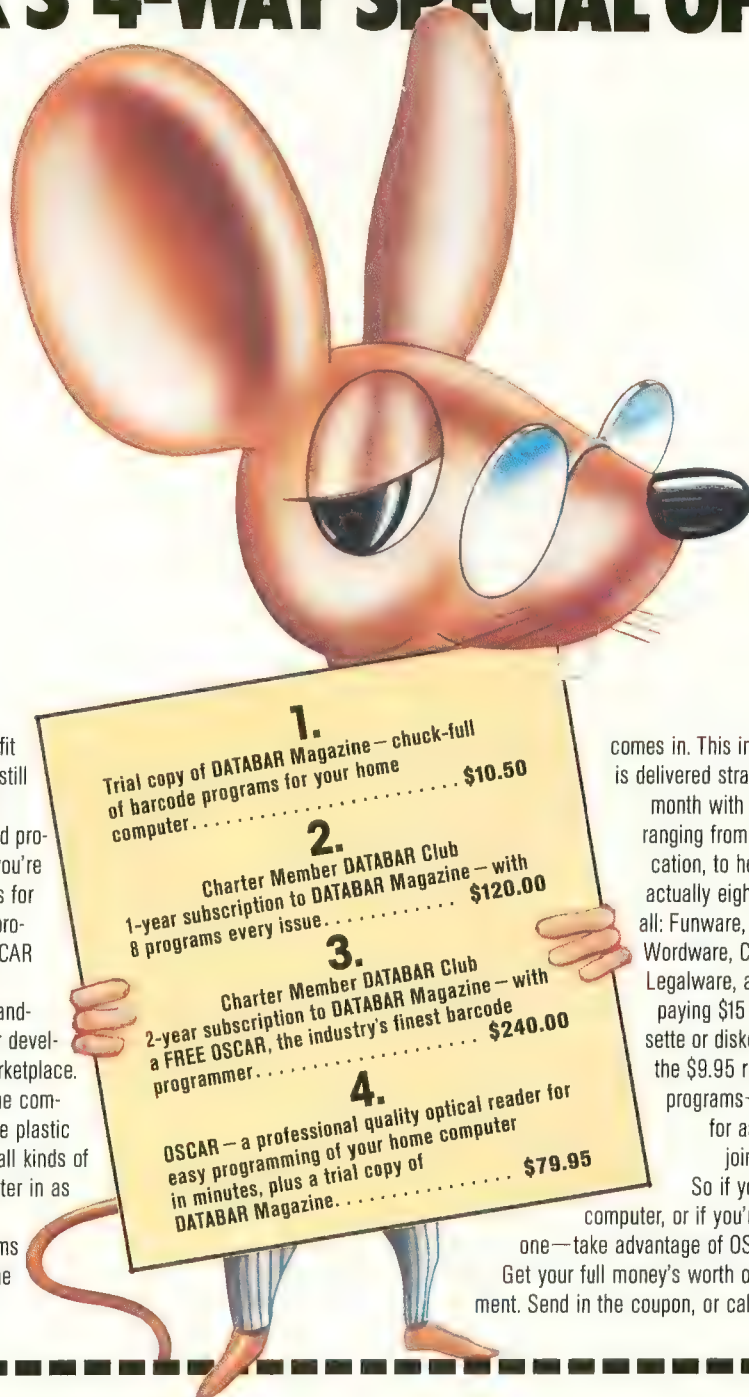 'S 4-WAY SPECIAL OF
fit
still
d pro-
you're
s for
pro-
CAR
and-
r devel-
rketplace.
ne com-
e plastic
all kinds of
ter in as
ms
ne
1.
Trial copy of DATABAR Magazine — chuck-full
of barcode programs for your home
computer. . . . . . . . . . . . . . . . . . . . . . . $10.50
2.
Charter Member DATABAR Club
1-year subscription to DATABAR Magazine — with
8 programs every issue. . . . . . . . . . . . $120.00
3.
Charter Member DATABAR Club
2-year subscription to DATABAR Magazine — with
a FREE OSCAR, the industry's finest barcode
programmer. . . . . . . . . . . . . . . . . . . . $240.00
4.
OSCAR — a professional quality optical reader for
easy programming of your home computer
in minutes, plus a trial copy of
DATABAR Magazine. . . . . . . . . . . . . . . $79.95
comes in. This in
is delivered stra
month with
ranging from
cation, to he
actually eigh
all: Funware,
Wordware, C
Legalware, a
paying $15
sette or disk
the $9.95 r
programs—
for a
join
So if yo
computer, or if you'r
one—take advantage of OS
Get your full money's worth o
ment. Send in the coupon, or cal